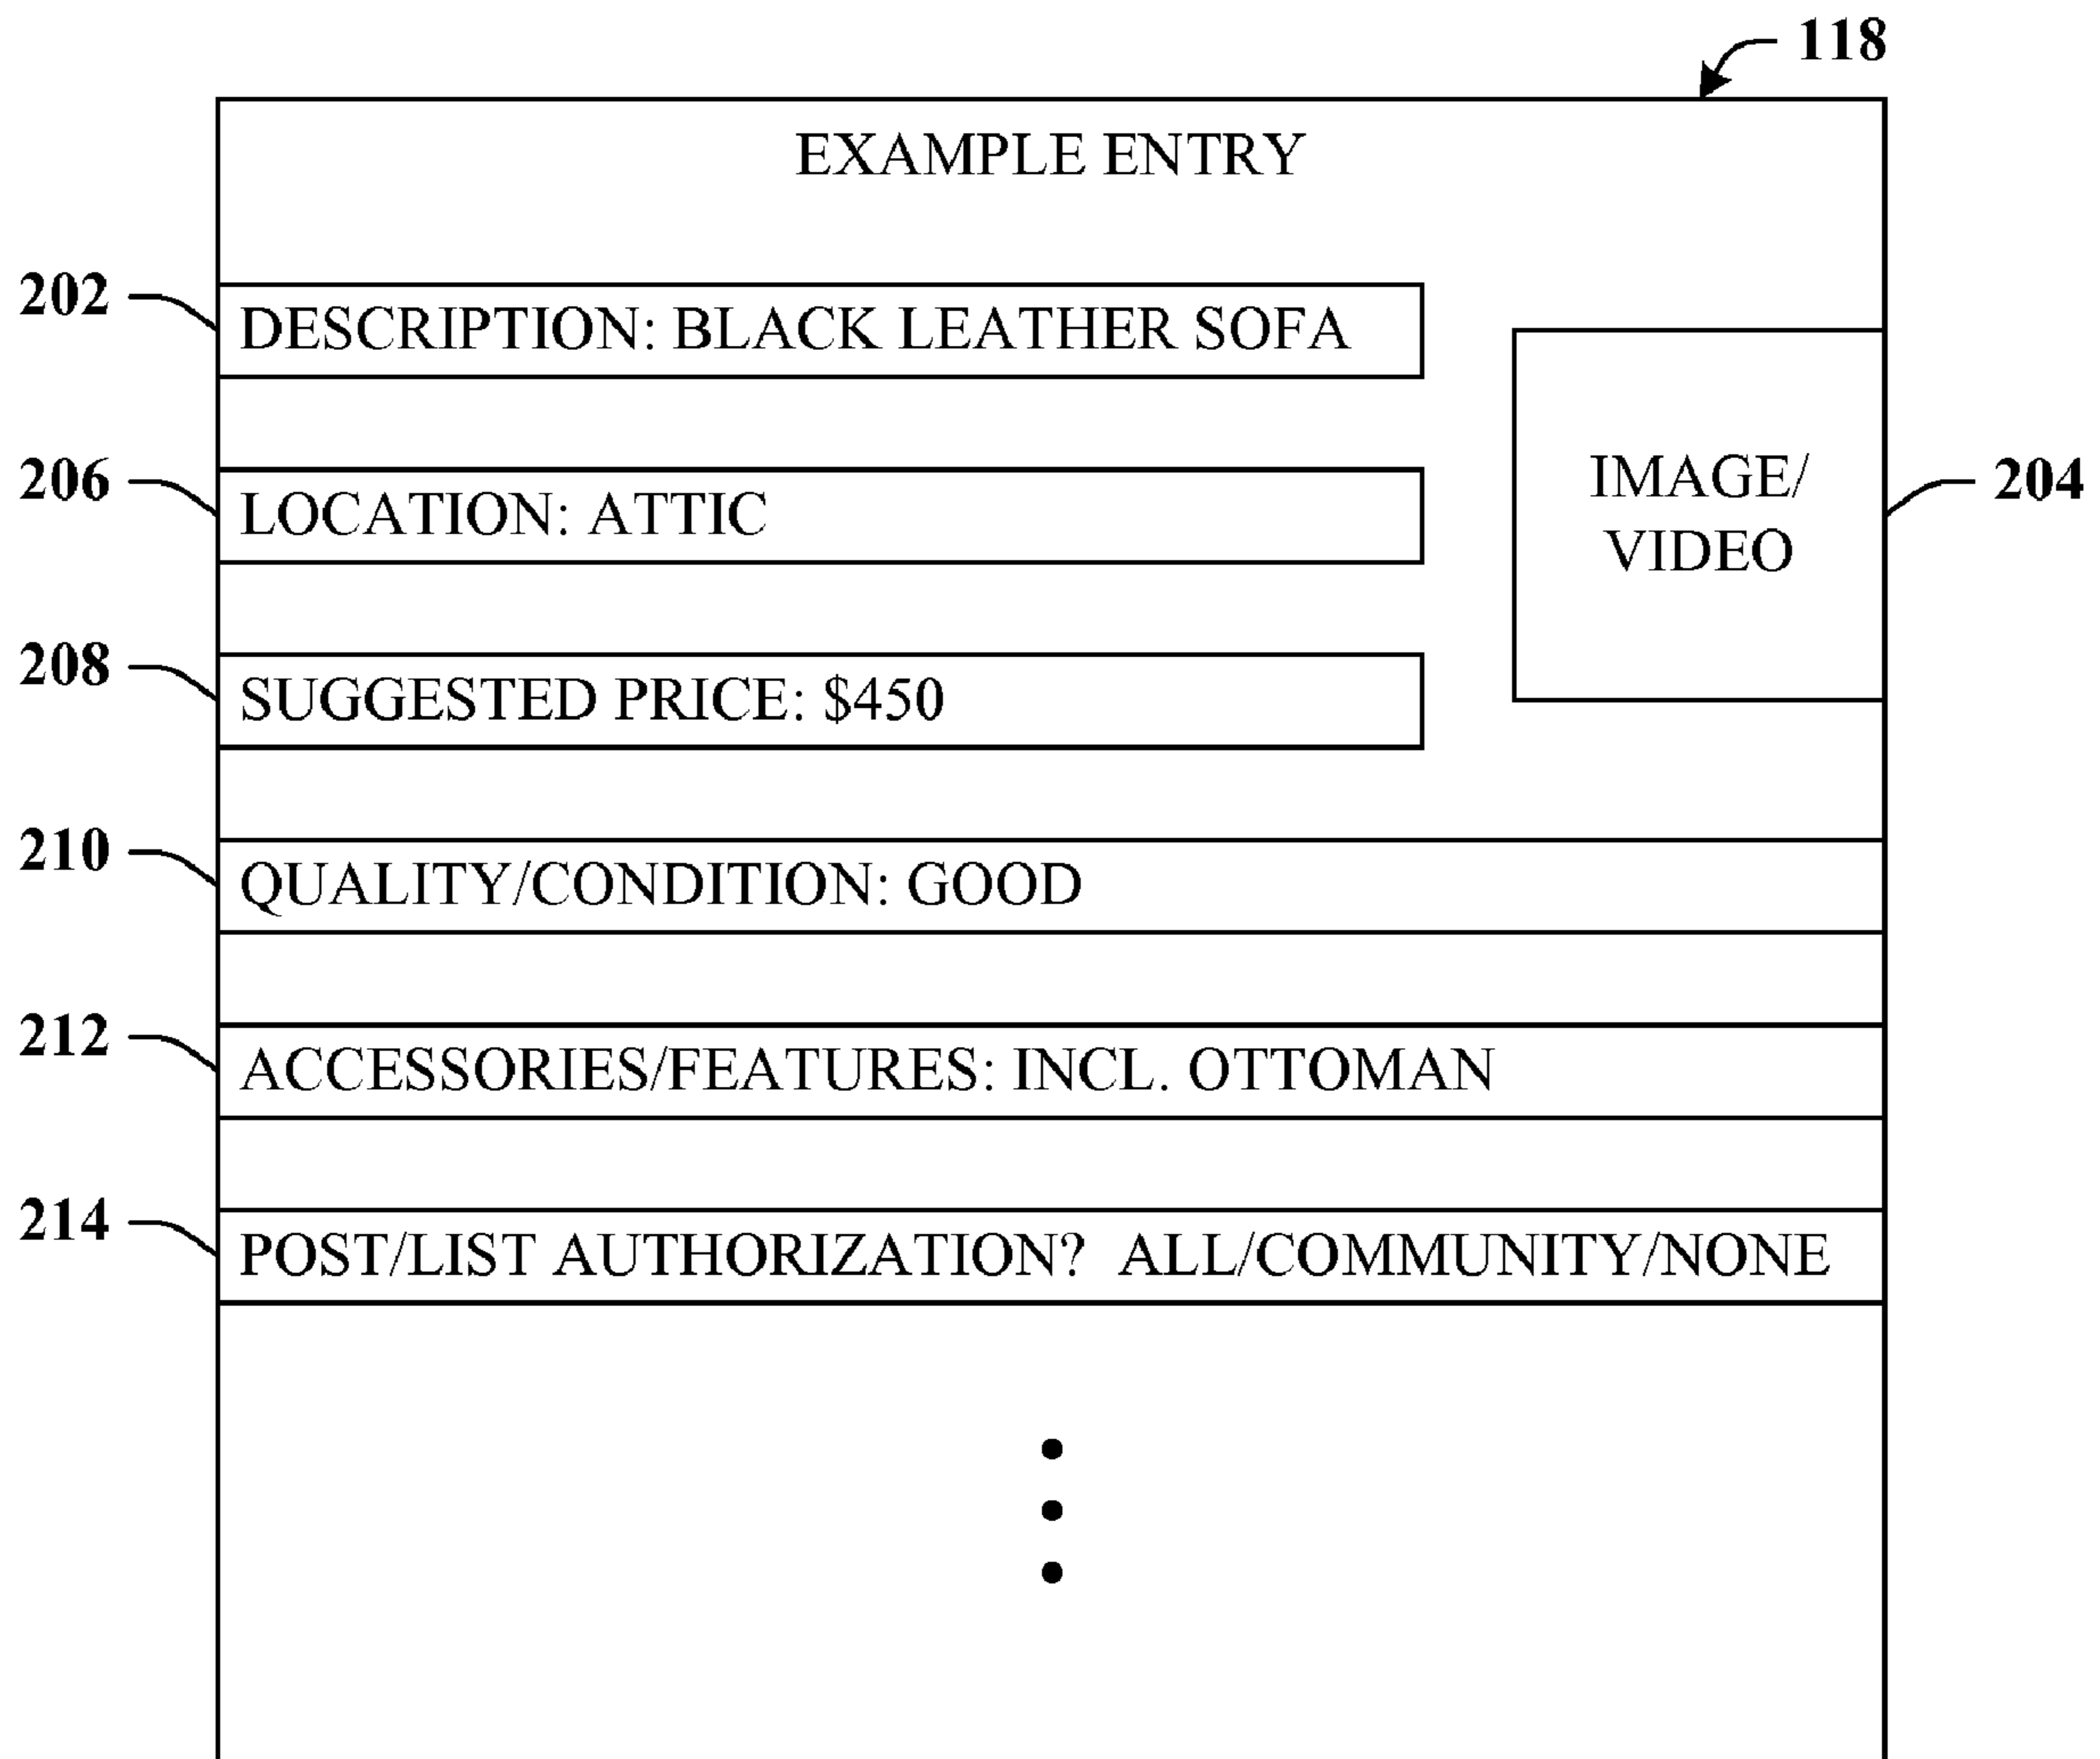 118
EXAMPLE ENTRY
202
DESCRIPTION: BLACK LEATHER SOFA
206
LOCATION: ATTIC
IMAGE/
VIDEO
204
208
SUGGESTED PRICE: $450
210
QUALITY/CONDITION: GOOD
212
ACCESSORIES/FEATURES: INCL. OTTOMAN
214
POST/LIST AUTHORIZATION? ALL/COMMUNITY/NONE